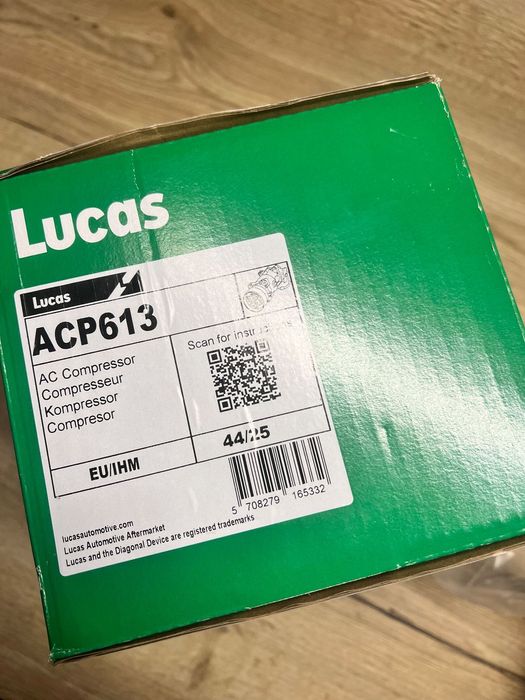 Lucas
Lucas
ACP613
AC Compressor
Compresseur
Kompressor
Compresor
Scan for instructions
EU/IHM
44/25
5 708279 165332
lucasautomotive.com
Lucas Automotive Aftermarket
Lucas and the Diagonal Device are registered trademarks